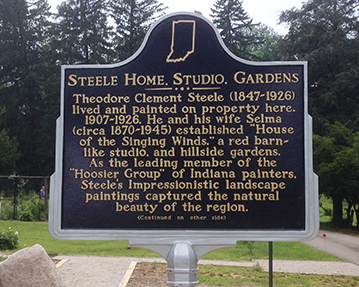 STEELE HOME, STUDIO, GARDENS
Theodore Clement Steele (1847-1926)
lived and painted on property here,
1907-1926. He and his wife Selma
(circa 1870-1945) established "House
of the Singing Winds," a red barn-
like studio, and hillside gardens.
As the leading member of the
"Hoosier Group" of Indiana painters,
Steele's Impressionistic landscape
paintings captured the natural
beauty of the region.
(Continued on other side)